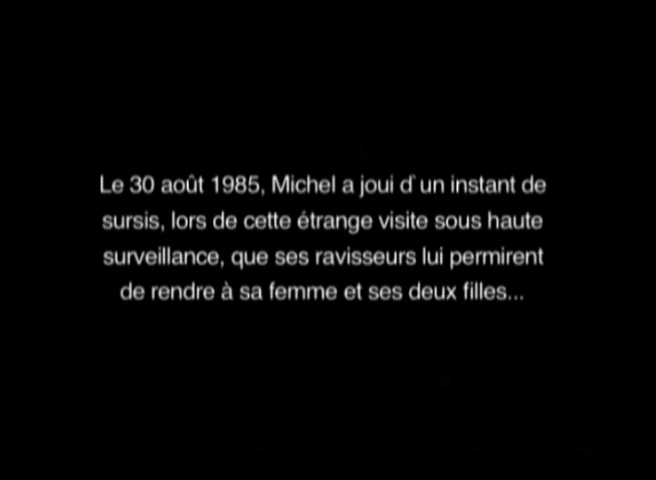 Le 30 août 1985, Michel a joui d'un instant de
sursis, lors de cette étrange visite sous haute
surveillance, que ses ravisseurs lui permirent
de rendre à sa femme et ses deux filles...